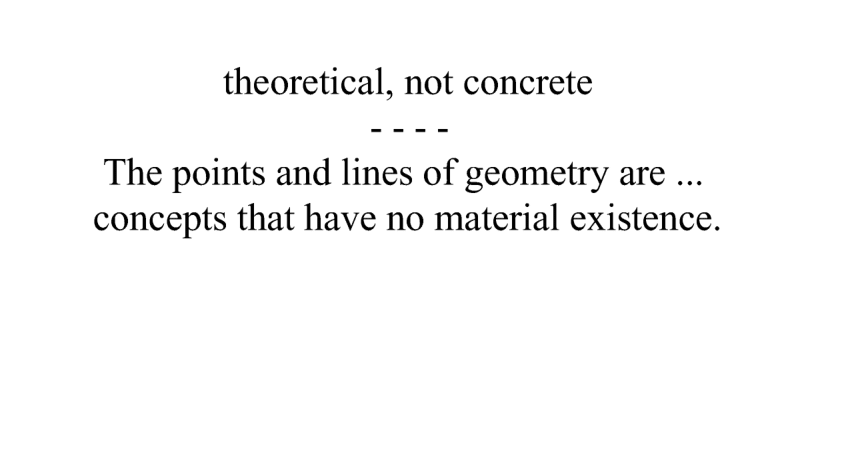 theoretical, not concrete
- - - -
The points and lines of geometry are ...
concepts that have no material existence.